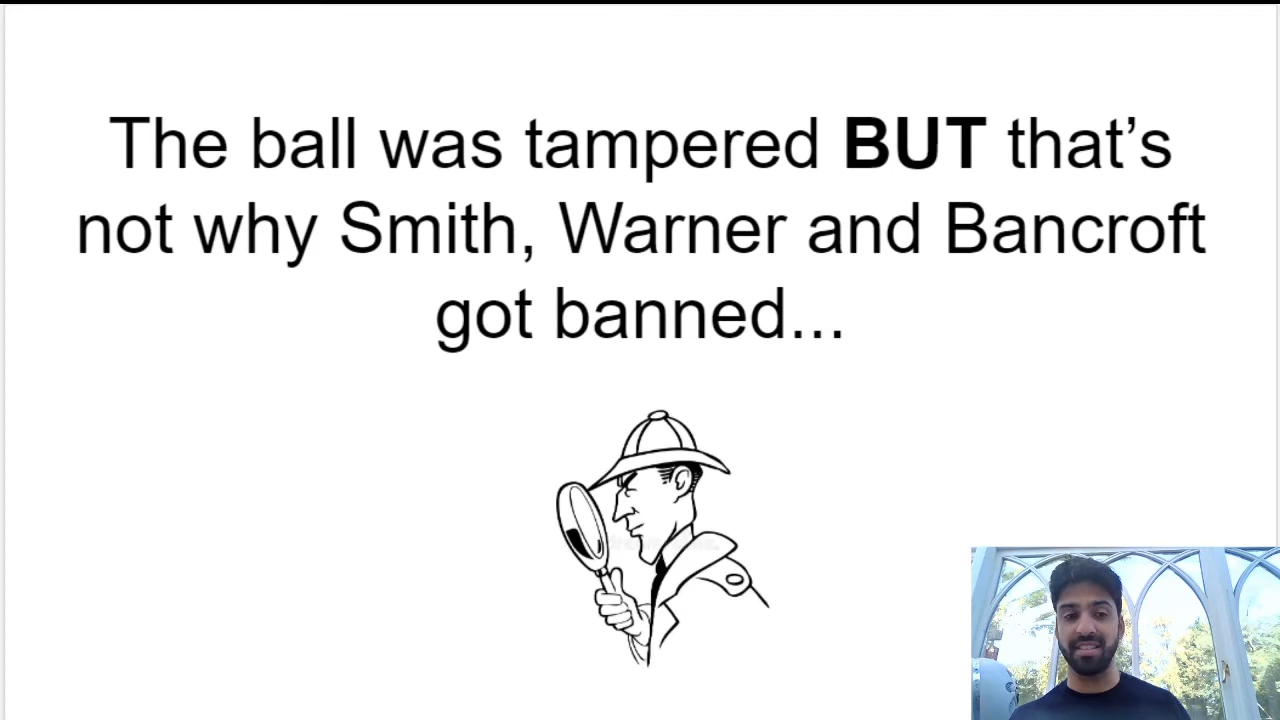 The ball was tampered BUT that’s
not why Smith, Warner and Bancroft
got banned...